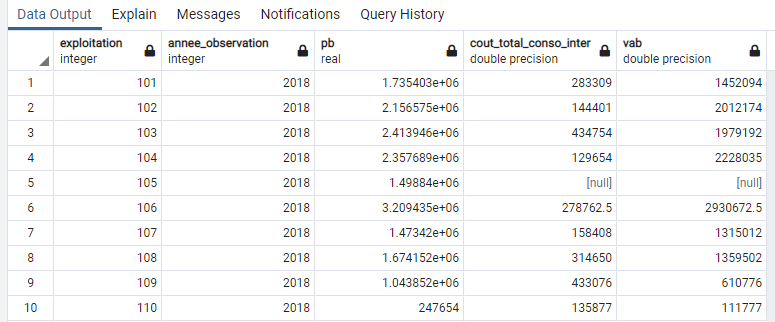 Data Output Explain Messages Notifications Query History
exploitation annee_observation pb cout_total_conso_inter vab
integer integer real double precision double precision
1 101 2018 1.735403e+06 283309 1452094
2 102 2018 2.156575e+06 144401 2012174
3 103 2018 2.413946e+06 434754 1979192
4 104 2018 2.357689e+06 129654 2228035
5 105 2018 1.49884e+06 [null] [null]
6 106 2018 3.209435e+06 278762.5 2930672.5
7 107 2018 1.47342e+06 158408 1315012
8 108 2018 1.674152e+06 314650 1359502
9 109 2018 1.043852e+06 433076 610776
10 110 2018 247654 135877 111777